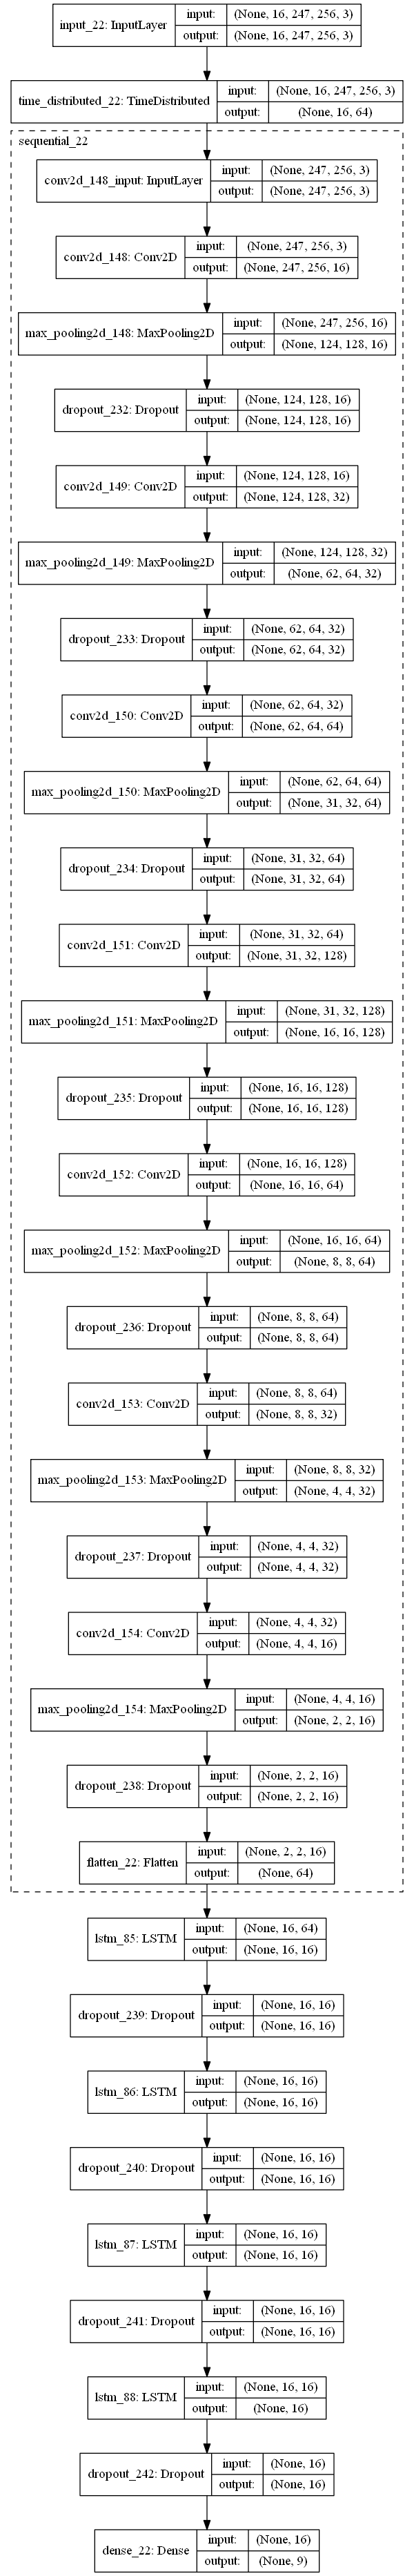 input_22: InputLayer
input: (None, 16, 247, 256, 3)
output: (None, 16, 247, 256, 3)
time_distributed_22: TimeDistributed
input: (None, 16, 247, 256, 3)
output: (None, 16, 64)
sequential_22
conv2d_148_input: InputLayer
input: (None, 247, 256, 3)
output: (None, 247, 256, 3)
conv2d_148: Conv2D
input: (None, 247, 256, 3)
output: (None, 247, 256, 16)
max_pooling2d_148: MaxPooling2D
input: (None, 247, 256, 16)
output: (None, 124, 128, 16)
dropout_232: Dropout
input: (None, 124, 128, 16)
output: (None, 124, 128, 16)
conv2d_149: Conv2D
input: (None, 124, 128, 16)
output: (None, 124, 128, 32)
max_pooling2d_149: MaxPooling2D
input: (None, 124, 128, 32)
output: (None, 62, 64, 32)
dropout_233: Dropout
input: (None, 62, 64, 32)
output: (None, 62, 64, 32)
conv2d_150: Conv2D
input: (None, 62, 64, 32)
output: (None, 62, 64, 64)
max_pooling2d_150: MaxPooling2D
input: (None, 62, 64, 64)
output: (None, 31, 32, 64)
dropout_234: Dropout
input: (None, 31, 32, 64)
output: (None, 31, 32, 64)
conv2d_151: Conv2D
input: (None, 31, 32, 64)
output: (None, 31, 32, 128)
max_pooling2d_151: MaxPooling2D
input: (None, 31, 32, 128)
output: (None, 16, 16, 128)
dropout_235: Dropout
input: (None, 16, 16, 128)
output: (None, 16, 16, 128)
conv2d_152: Conv2D
input: (None, 16, 16, 128)
output: (None, 16, 16, 64)
max_pooling2d_152: MaxPooling2D
input: (None, 16, 16, 64)
output: (None, 8, 8, 64)
dropout_236: Dropout
input: (None, 8, 8, 64)
output: (None, 8, 8, 64)
conv2d_153: Conv2D
input: (None, 8, 8, 64)
output: (None, 8, 8, 32)
max_pooling2d_153: MaxPooling2D
input: (None, 8, 8, 32)
output: (None, 4, 4, 32)
dropout_237: Dropout
input: (None, 4, 4, 32)
output: (None, 4, 4, 32)
conv2d_154: Conv2D
input: (None, 4, 4, 32)
output: (None, 4, 4, 16)
max_pooling2d_154: MaxPooling2D
input: (None, 4, 4, 16)
output: (None, 2, 2, 16)
dropout_238: Dropout
input: (None, 2, 2, 16)
output: (None, 2, 2, 16)
flatten_22: Flatten
input: (None, 2, 2, 16)
output: (None, 64)
lstm_85: LSTM
input: (None, 16, 64)
output: (None, 16, 16)
dropout_239: Dropout
input: (None, 16, 16)
output: (None, 16, 16)
lstm_86: LSTM
input: (None, 16, 16)
output: (None, 16, 16)
dropout_240: Dropout
input: (None, 16, 16)
output: (None, 16, 16)
lstm_87: LSTM
input: (None, 16, 16)
output: (None, 16, 16)
dropout_241: Dropout
input: (None, 16, 16)
output: (None, 16, 16)
lstm_88: LSTM
input: (None, 16, 16)
output: (None, 16)
dropout_242: Dropout
input: (None, 16)
output: (None, 16)
dense_22: Dense
input: (None, 16)
output: (None, 9)